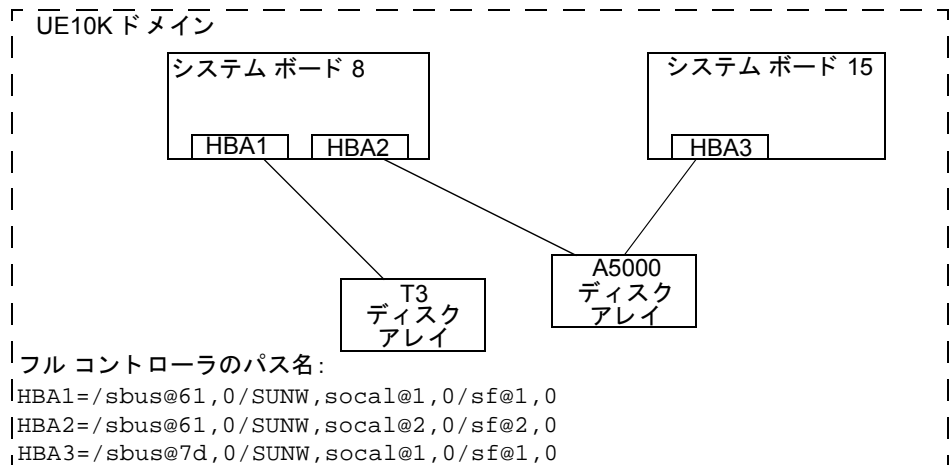 UE10K ドメイン
システム ボード 8
システム ボード 15
HBA1
HBA2
HBA3
T3
ディスク
アレイ
A5000
ディスク
アレイ
フル コントローラのパス名:
HBA1=/sbus@61,0/SUNW,socal@1,0/sf@1,0
HBA2=/sbus@61,0/SUNW,socal@2,0/sf@2,0
HBA3=/sbus@7d,0/SUNW,socal@1,0/sf@1,0